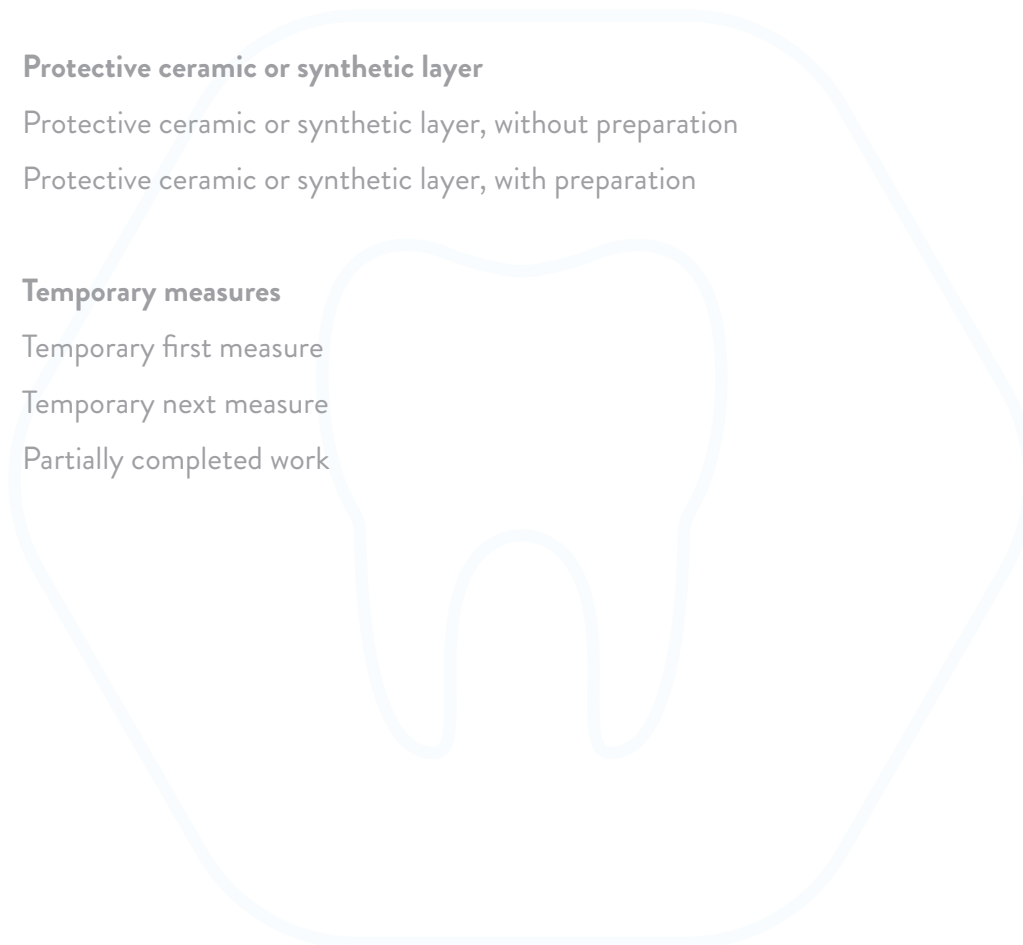 Protective ceramic or synthetic layer
Protective ceramic or synthetic layer, without preparation
Protective ceramic or synthetic layer, with preparation
Temporary measures
Temporary first measure
Temporary next measure
Partially completed work